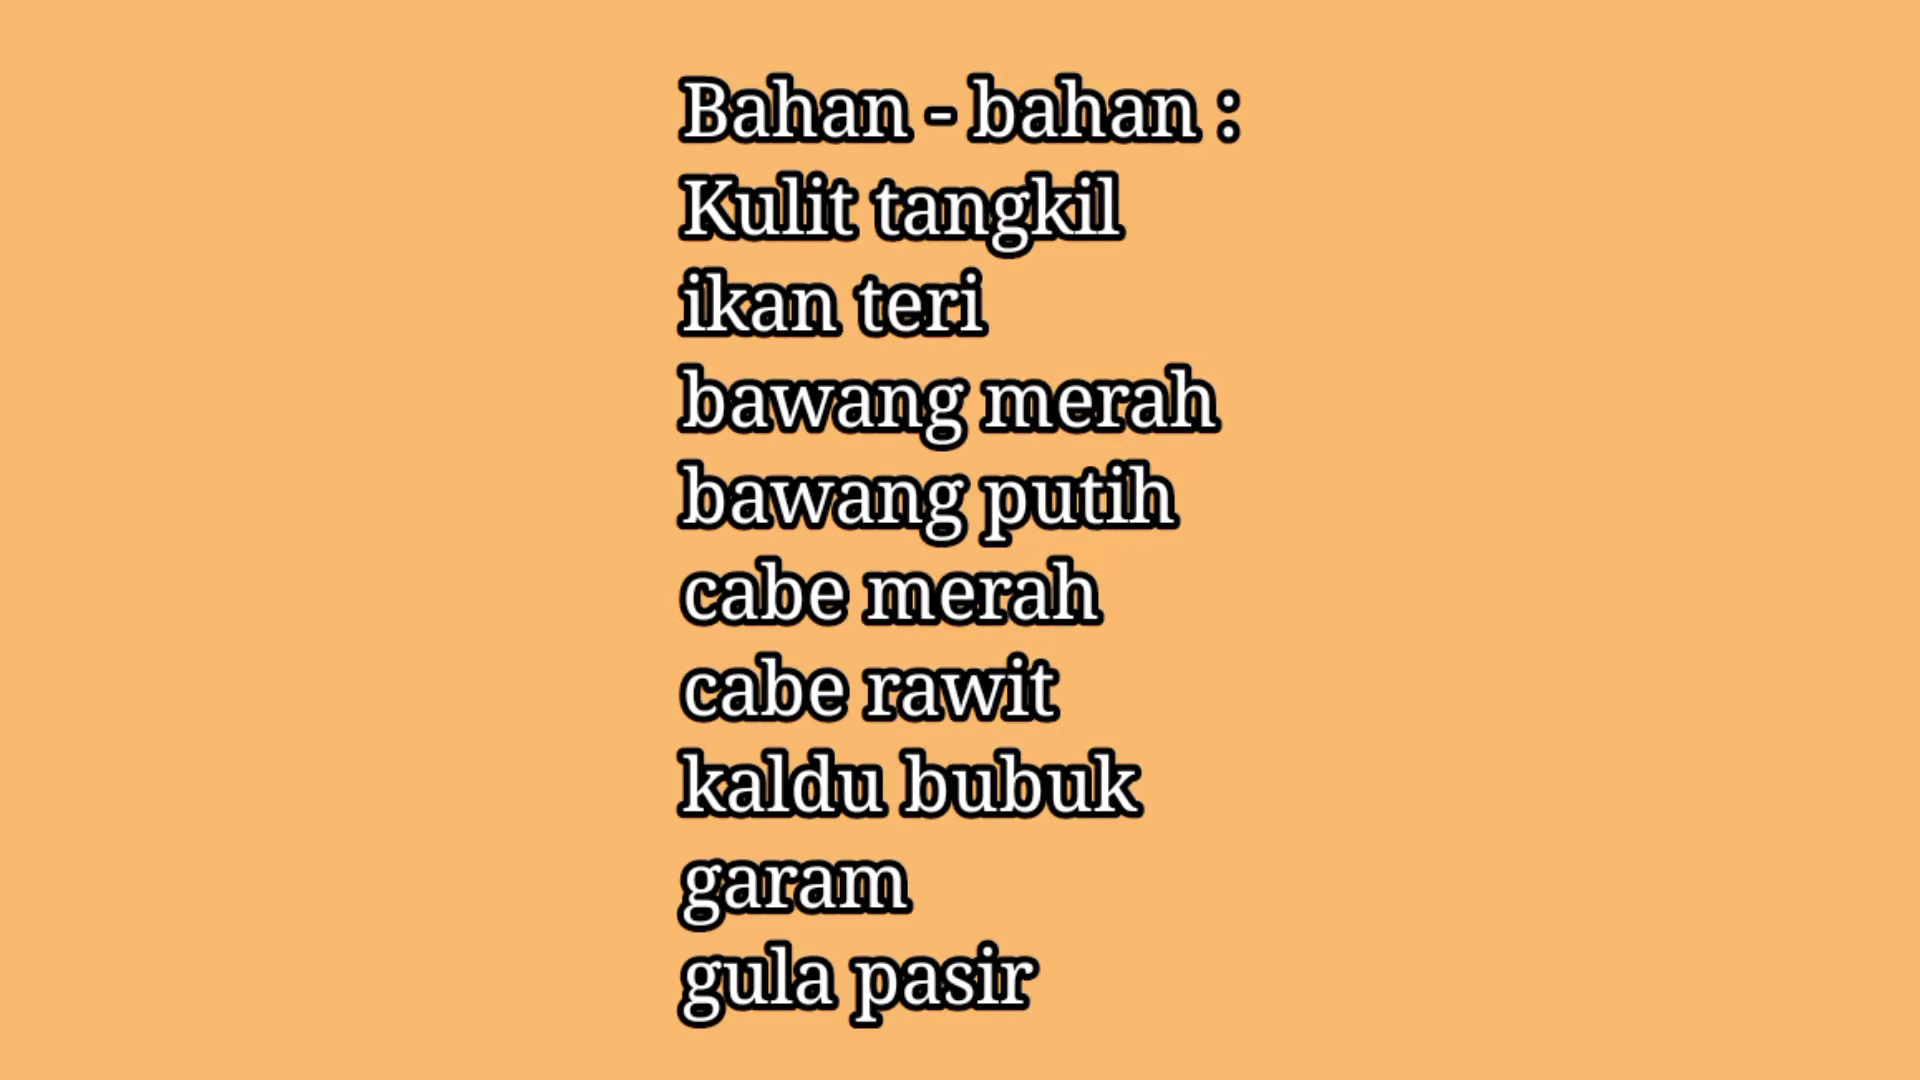 Bahan - bahan :
Kulit tangkil
ikan teri
bawang merah
bawang putih
cabe merah
cabe rawit
kaldu bubuk
garam
gula pasir